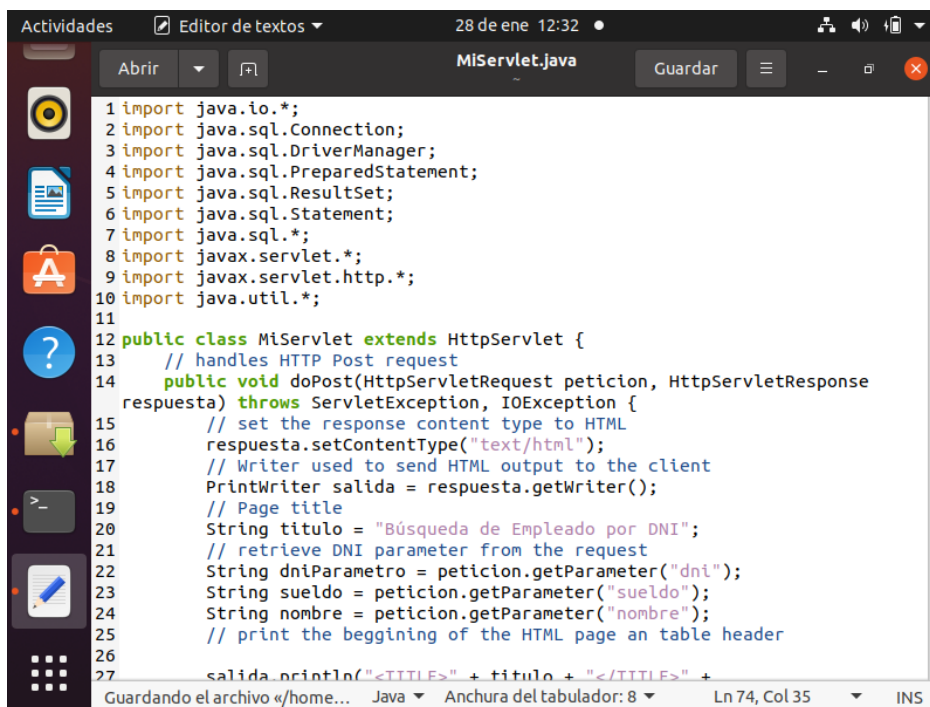 Actividades Editor de textos 28 de ene 12:32
Abrir MiServlet.java Guardar
~
1 import java.io.*;
2 import java.sql.Connection;
3 import java.sql.DriverManager;
4 import java.sql.PreparedStatement;
5 import java.sql.ResultSet;
6 import java.sql.Statement;
7 import java.sql.*;
8 import javax.servlet.*;
9 import javax.servlet.http.*;
10 import java.util.*;
11
12 public class MiServlet extends HttpServlet {
13 // handles HTTP Post request
14 public void doPost(HttpServletRequest peticion, HttpServletResponse
respuesta) throws ServletException, IOException {
15 // set the response content type to HTML
16 respuesta.setContentType("text/html");
17 // Writer used to send HTML output to the client
18 PrintWriter salida = respuesta.getWriter();
19 // Page title
20 String titulo = "Búsqueda de Empleado por DNI";
21 // retrieve DNI parameter from the request
22 String dniParametro = peticion.getParameter("dni");
23 String sueldo = peticion.getParameter("sueldo");
24 String nombre = peticion.getParameter("nombre");
25 // print the beggining of the HTML page an table header
26
27 salida.println("<TITLE>" + titulo + "</TITLE>" +
Guardando el archivo «/home... Java Anchura del tabulador: 8 Ln 74, Col 35 INS